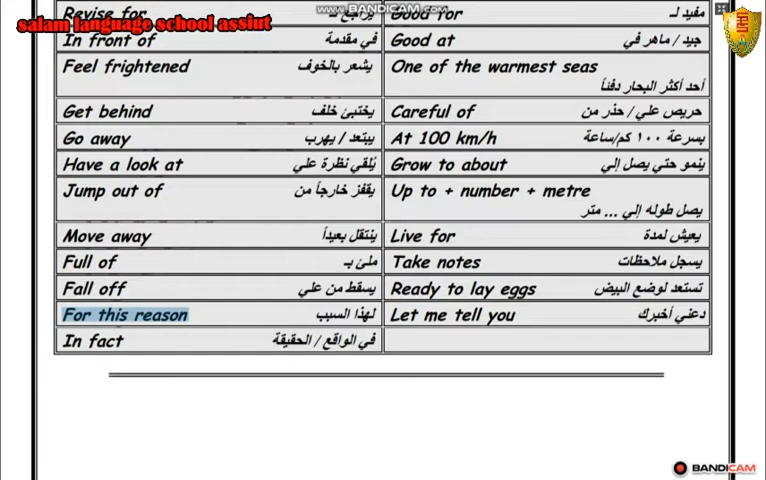 WWW.BANDICAM.COM
salam language school assiut
Revise for يراجع لـ Good for مفيد لـ
In front of في مقدمة Good at جيد / ماهر في
Feel frightened يشعر بالخوف One of the warmest seas
أحد أكثر البحار دفئاً
Get behind يختبئ خلف Careful of حريص علي / حذر من
Go away يبتعد / يهرب At 100 km/h بسرعة ١٠٠ كم/ساعة
Have a look at يُلقي نظرة علي Grow to about ينمو حتي يصل إلي
Jump out of يقفز خارجاً من Up to + number + metre
يصل طوله إلي ... متر
Move away ينتقل بعيداً Live for يعيش لمدة
Full of ملئ بـ Take notes يسجل ملاحظات
Fall off يسقط من علي Ready to lay eggs تستعد لوضع البيض
For this reason لهذا السبب Let me tell you دعني أخبرك
In fact في الواقع / الحقيقة
BANDICAM